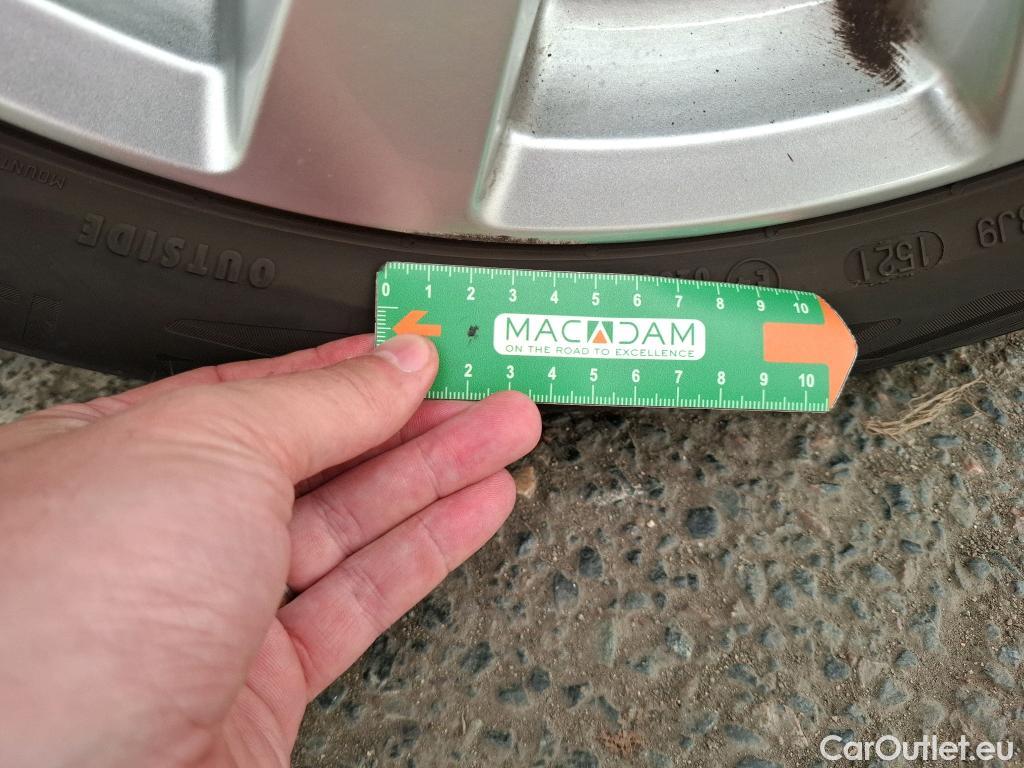 MOUNT
OUTSIDE
1521
0 1 2 3 4 5 6 7 8 9 10
MACADAM
ON THE ROAD TO EXCELLENCE
2 3 4 5 6 7 8 9 10
CarOutlet.eu